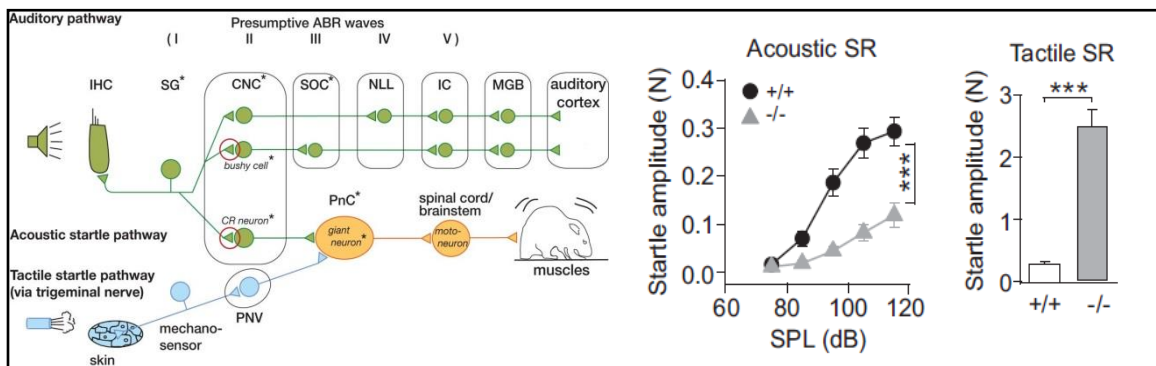 Auditory pathway
Presumptive ABR waves
( I II III IV V )
IHC SG* CNC* SOC* NLL IC MGB auditory
cortex
bushy cell*
CR neuron*
PnC*
spinal cord/
brainstem
giant
neuron*
moto-
neuron
muscles
Acoustic startle pathway
Tactile startle pathway
(via trigeminal nerve)
PNV
mechano-
sensor
skin
Acoustic SR
Startle amplitude (N)
0.4
0.3
0.2
0.1
0.0
+/+
-/-
***
60 80 100 120
SPL (dB)
Tactile SR
Startle amplitude (N)
3
2
1
0
***
+/+ -/-